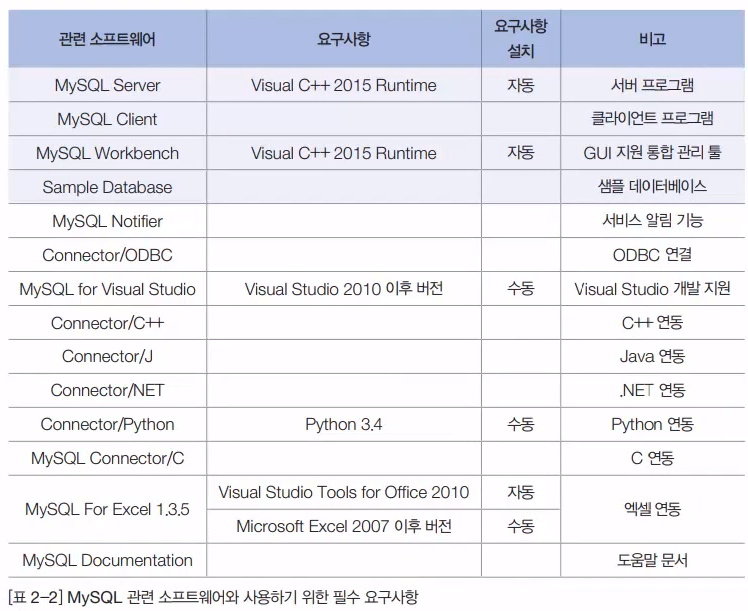 관련 소프트웨어 요구사항 요구사항 설치 비고
MySQL Server Visual C++ 2015 Runtime 자동 서버 프로그램
MySQL Client 클라이언트 프로그램
MySQL Workbench Visual C++ 2015 Runtime 자동 GUI 지원 통합 관리 툴
Sample Database 샘플 데이터베이스
MySQL Notifier 서비스 알림 기능
Connector/ODBC ODBC 연결
MySQL for Visual Studio Visual Studio 2010 이후 버전 수동 Visual Studio 개발 지원
Connector/C++ C++ 연동
Connector/J Java 연동
Connector/NET .NET 연동
Connector/Python Python 3.4 수동 Python 연동
MySQL Connector/C C 연동
MySQL For Excel 1.3.5 Visual Studio Tools for Office 2010 자동 엑셀 연동
Microsoft Excel 2007 이후 버전 수동
MySQL Documentation 도움말 문서
[표 2-2] MySQL 관련 소프트웨어와 사용하기 위한 필수 요구사항